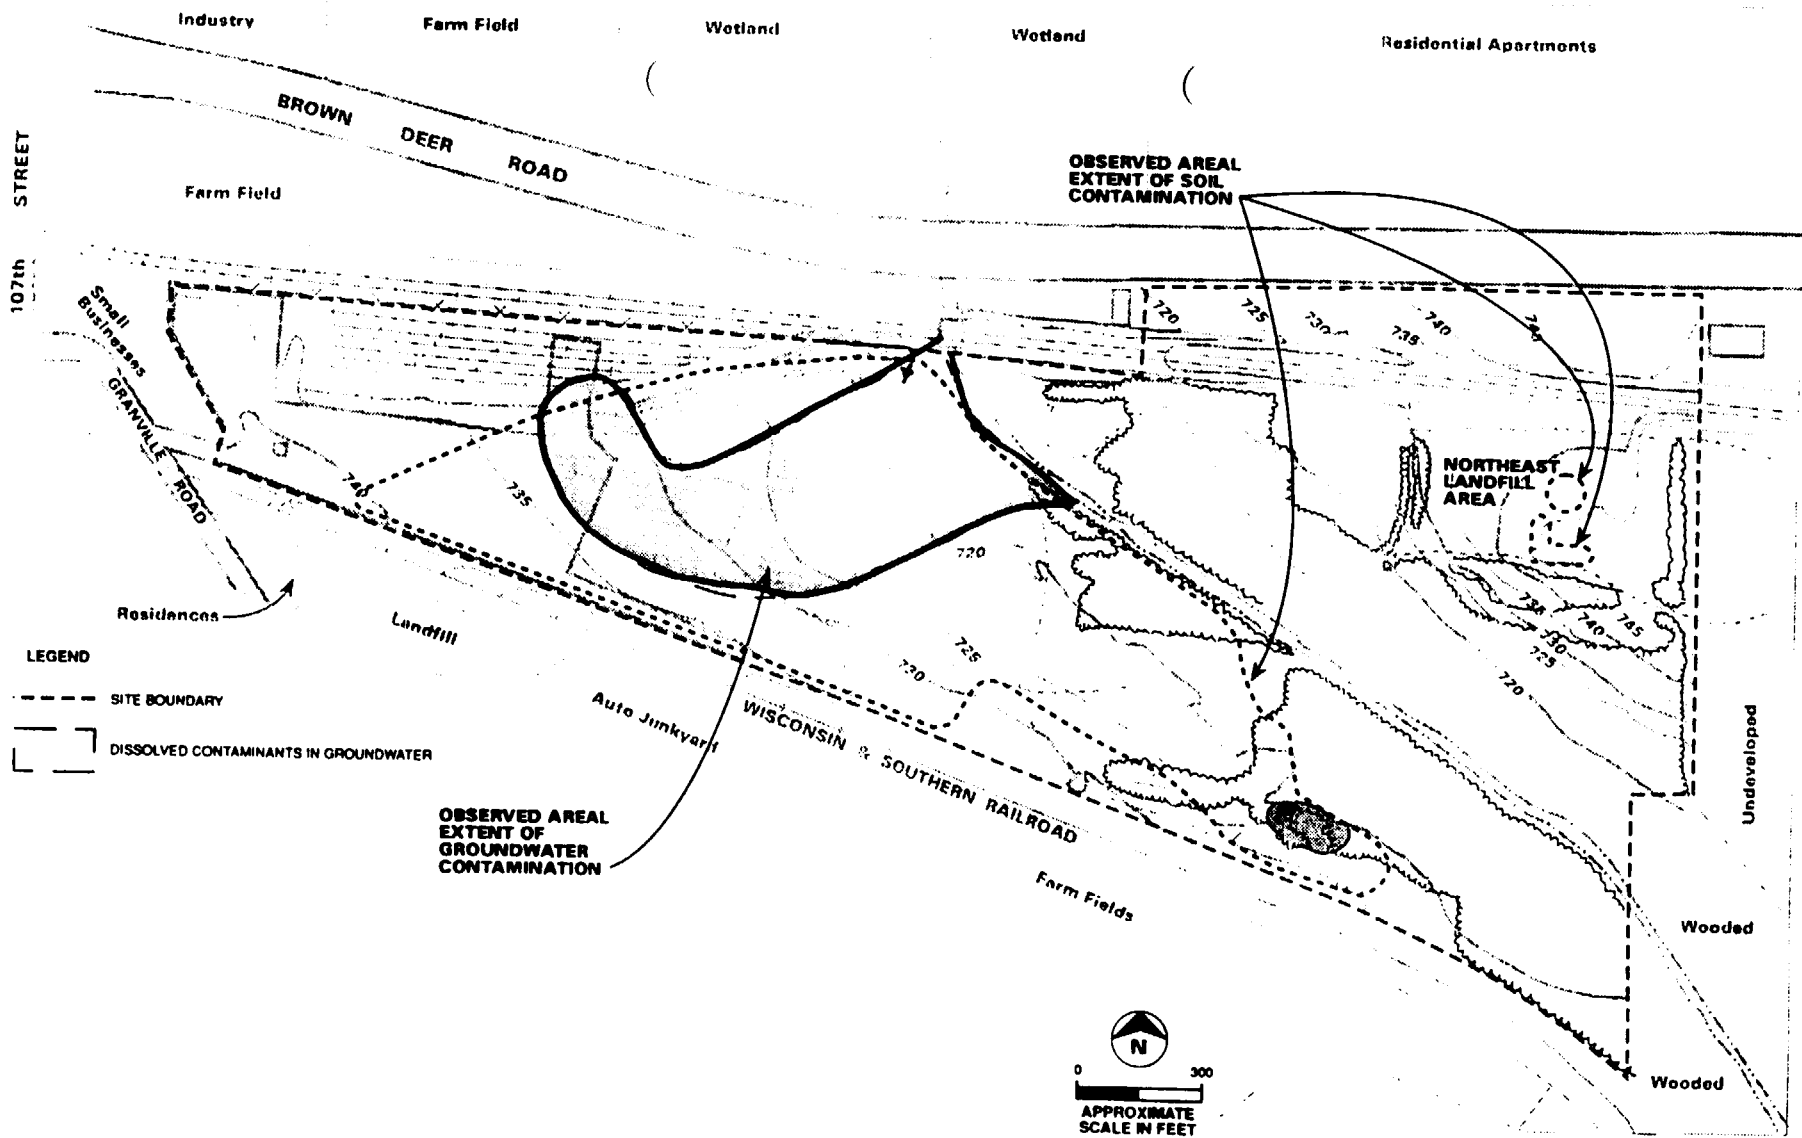 Industry
Farm Field
Wetland
Wetland
Residential Apartments
BROWN DEER ROAD
107th STREET
Farm Field
OBSERVED AREAL
EXTENT OF SOIL
CONTAMINATION
Small
Businesses
GRANVILLE ROAD
720
725
730
735
740
740
740
735
720
NORTHEAST
LANDFILL
AREA
735
740
745
730
725
720
Residences
Landfill
725
730
LEGEND
SITE BOUNDARY
DISSOLVED CONTAMINANTS IN GROUNDWATER
Auto Junkyard
WISCONSIN & SOUTHERN RAILROAD
Undeveloped
OBSERVED AREAL
EXTENT OF
GROUNDWATER
CONTAMINATION
Farm Fields
Wooded
Wooded
N
0 300
APPROXIMATE
SCALE IN FEET